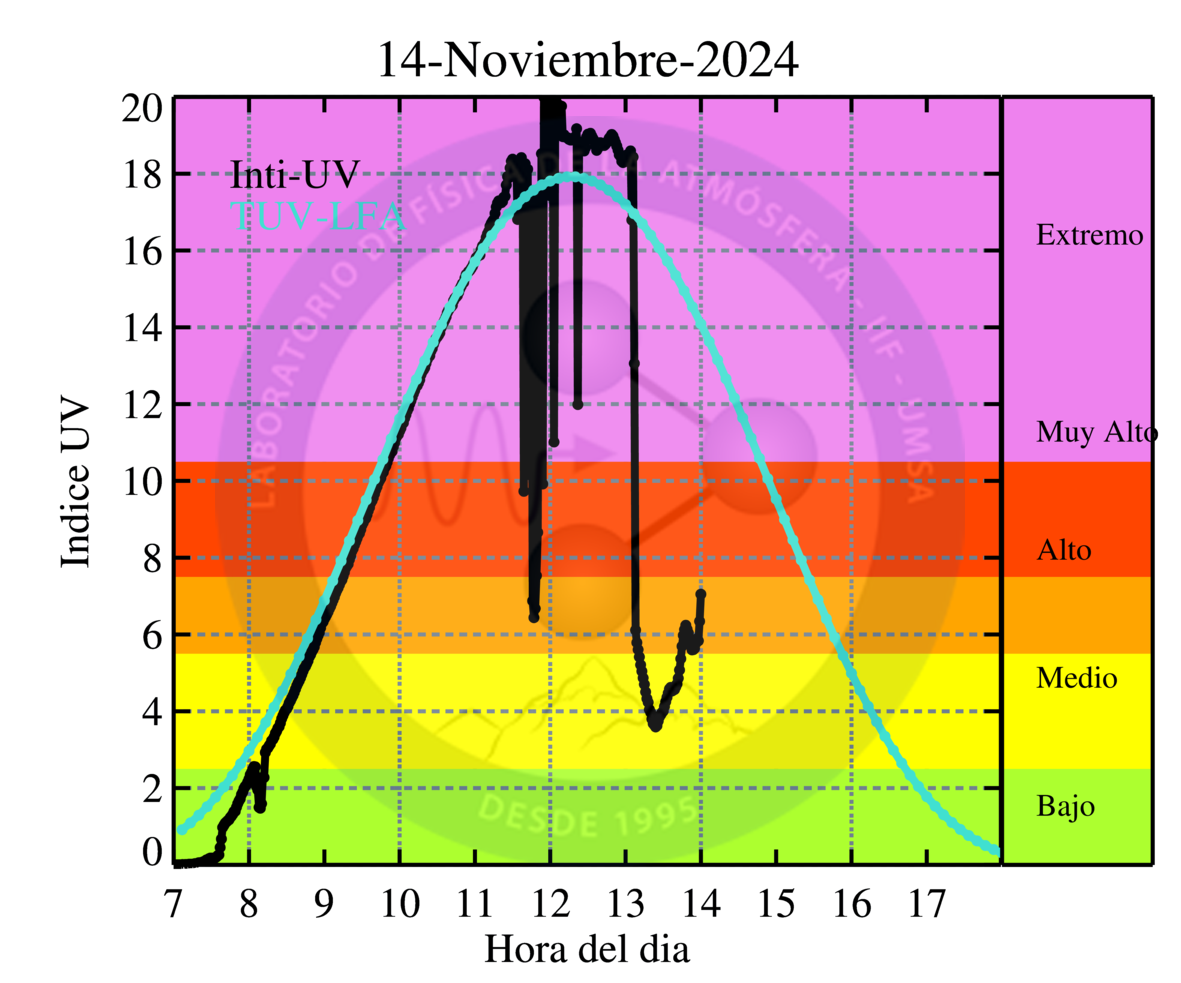 14-Noviembre-2024
20
18
16
14
12
10
8
6
4
2
0
Indice UV
Inti-UV
TUV-LFA
LABORATORIO DE FÍSICA DE LA ATMÓSFERA - IIF - UMSA
DESDE 1995
Extremo
Muy Alto
Alto
Medio
Bajo
7 8 9 10 11 12 13 14 15 16 17
Hora del dia